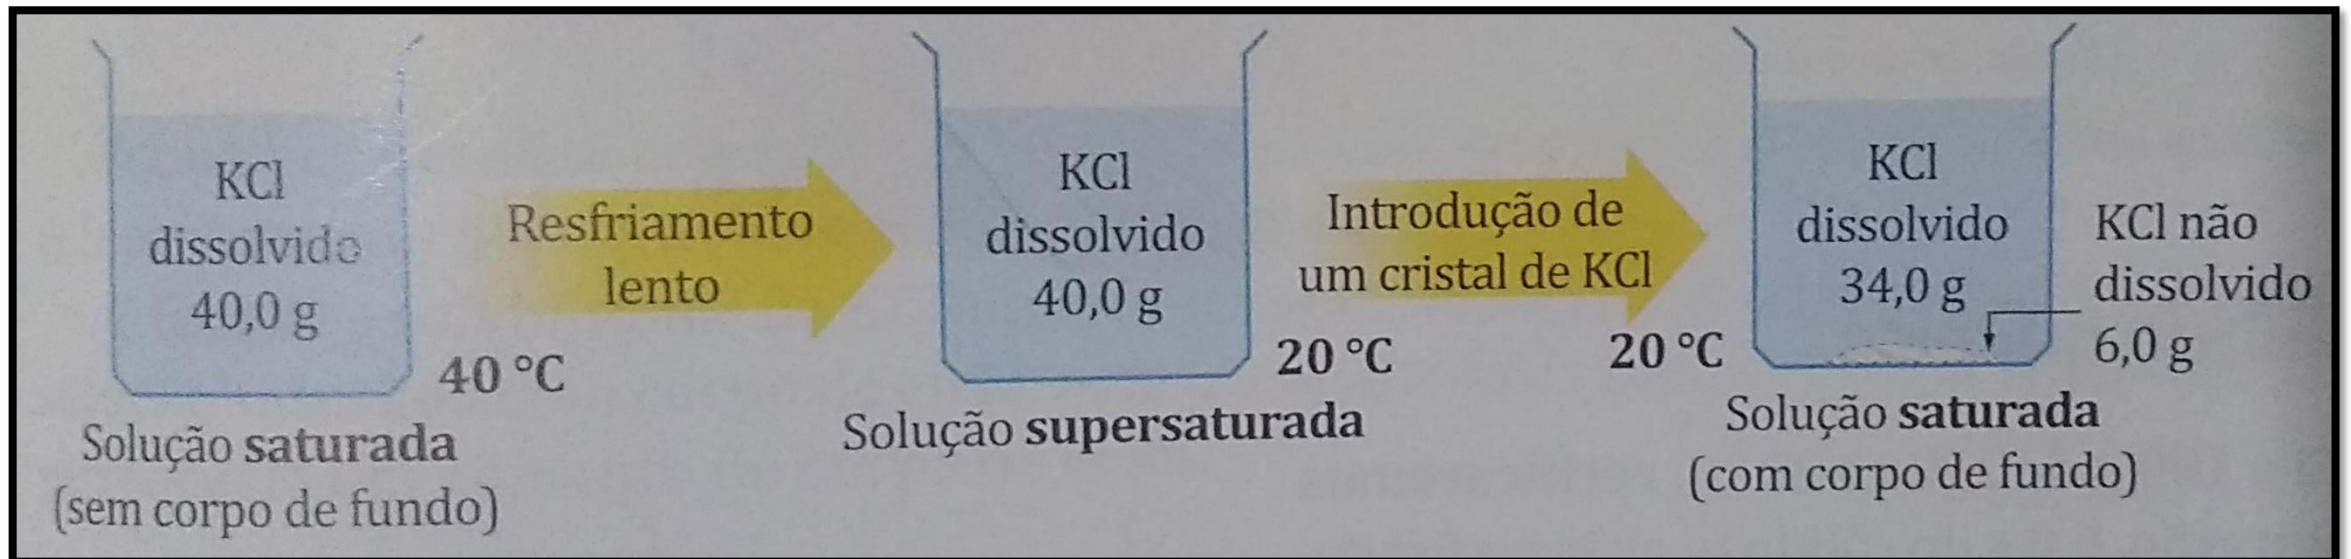 KCl
dissolvido
40,0 g
40 °C
Solução saturada
(sem corpo de fundo)
Resfriamento
lento
KCl
dissolvido
40,0 g
20 °C
Solução supersaturada
Introdução de
um cristal de KCl
20 °C
KCl
dissolvido
34,0 g
KCl não
dissolvido
6,0 g
Solução saturada
(com corpo de fundo)